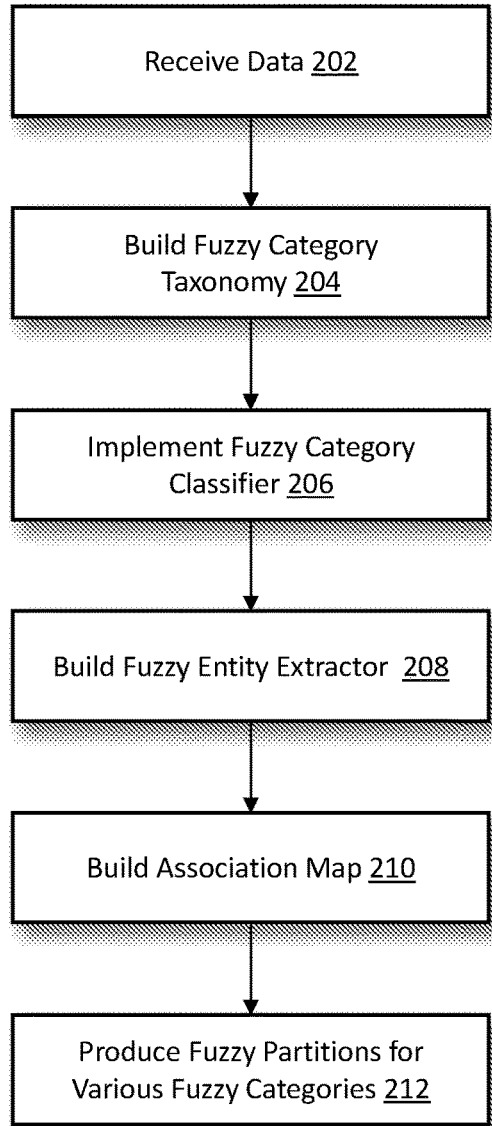 Receive Data 202
Build Fuzzy Category
Taxonomy 204
Implement Fuzzy Category
Classifier 206
Build Fuzzy Entity Extractor 208
Build Association Map 210
Produce Fuzzy Partitions for
Various Fuzzy Categories 212